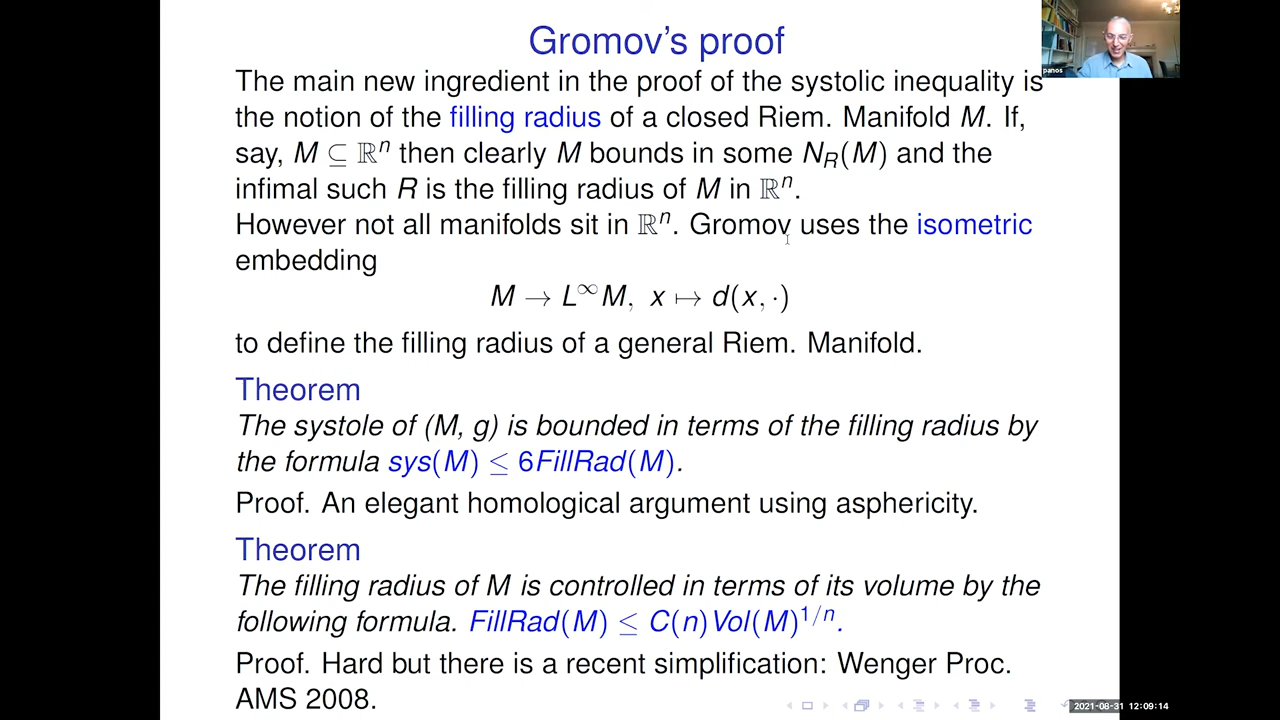 Gromov's proof
panos
The main new ingredient in the proof of the systolic inequality is
the notion of the filling radius of a closed Riem. Manifold M. If,
say, M ⊆ ℝⁿ then clearly M bounds in some N_R(M) and the
infimal such R is the filling radius of M in ℝⁿ.
However not all manifolds sit in ℝⁿ. Gromov uses the isometric
embedding
M → L^∞M, x ↦ d(x, ·)
to define the filling radius of a general Riem. Manifold.
Theorem
The systole of (M, g) is bounded in terms of the filling radius by
the formula sys(M) ≤ 6FillRad(M).
Proof. An elegant homological argument using asphericity.
Theorem
The filling radius of M is controlled in terms of its volume by the
following formula. FillRad(M) ≤ C(n)Vol(M)^{1/n}.
Proof. Hard but there is a recent simplification: Wenger Proc.
AMS 2008.
2021-08-31 12:09:14